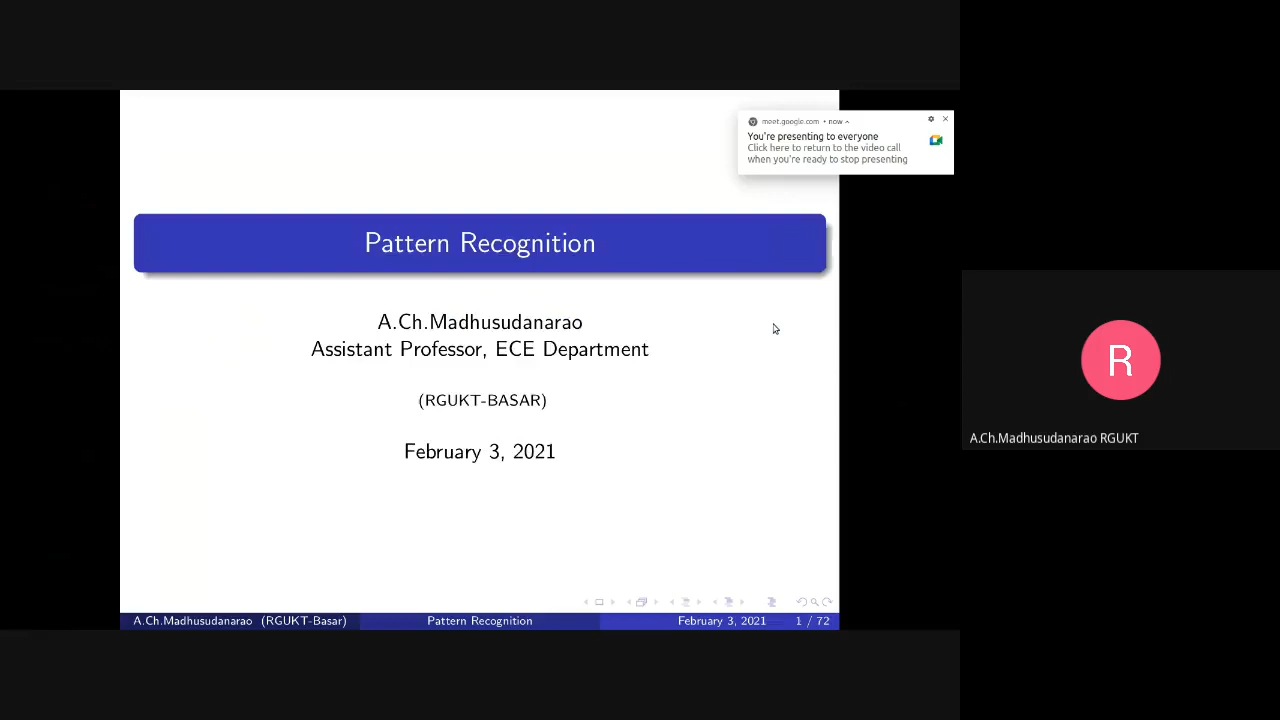 meet.google.com • now
You're presenting to everyone
Click here to return to the video call
when you're ready to stop presenting
Pattern Recognition
A.Ch.Madhusudanarao
Assistant Professor, ECE Department
(RGUKT-BASAR)
February 3, 2021
R
A.Ch.Madhusudanarao RGUKT
A.Ch.Madhusudanarao (RGUKT-Basar) Pattern Recognition February 3, 2021 1 / 72